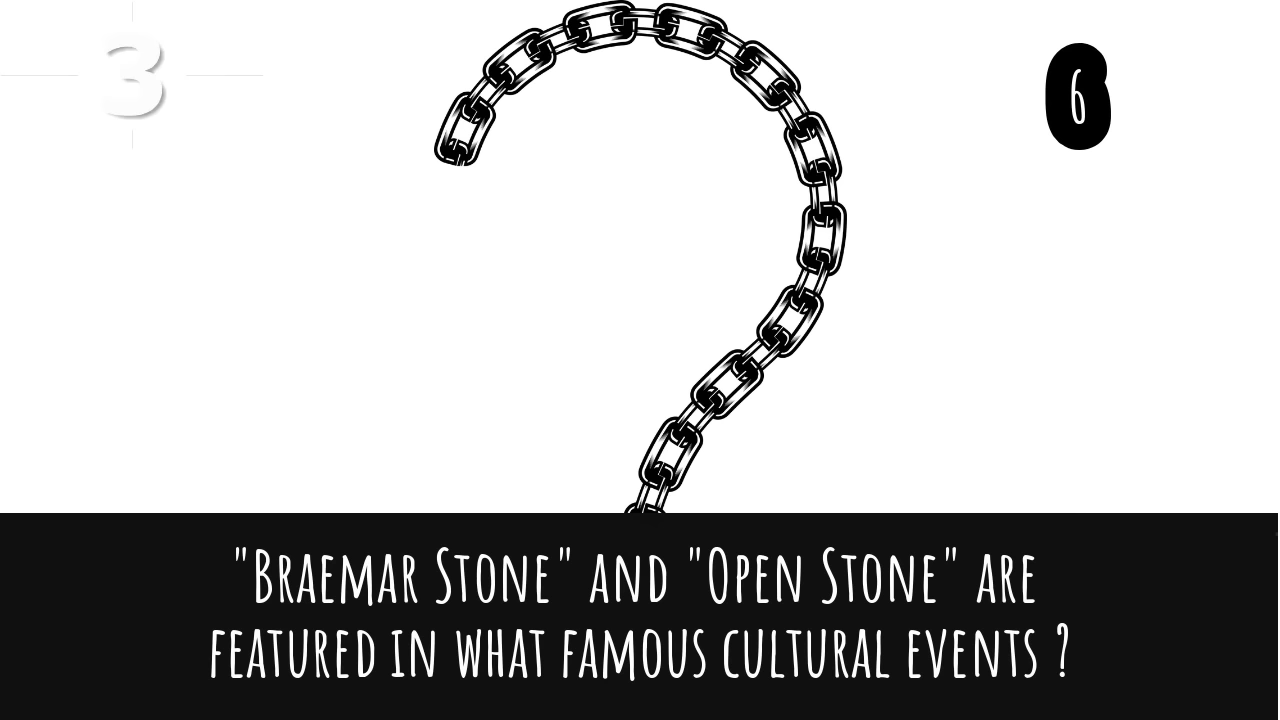 3
6
"Braemar Stone" and "Open Stone" are
featured in what famous cultural events ?